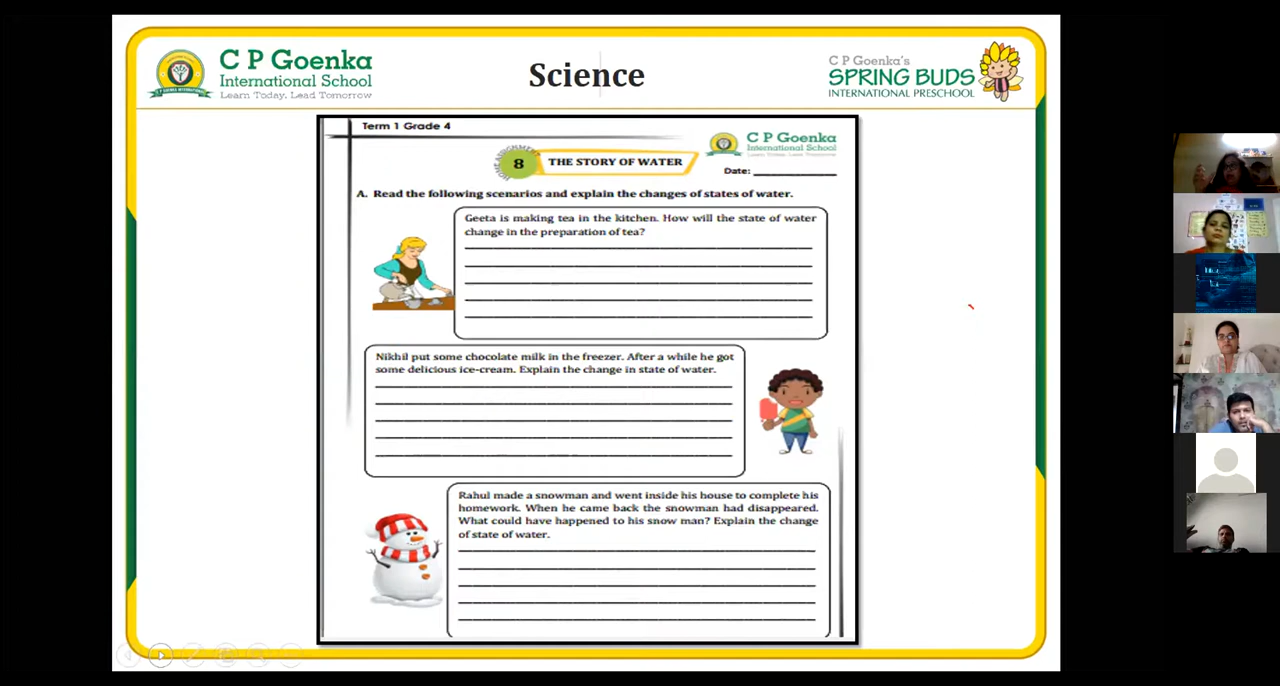 C P Goenka
International School
Learn Today, Lead Tomorrow
Science
C P Goenka's
SPRING BUDS
INTERNATIONAL PRESCHOOL
Term 1 Grade 4
C P Goenka
International School
Learn Today, Lead Tomorrow
8
THE STORY OF WATER
Date:
A. Read the following scenarios and explain the changes of states of water.
Geeta is making tea in the kitchen. How will the state of water
change in the preparation of tea?
Nikhil put some chocolate milk in the freezer. After a while he got
some delicious ice-cream. Explain the change in state of water.
Rahul made a snowman and went inside his house to complete his
homework. When he came back the snowman had disappeared.
What could have happened to his snow man? Explain the change
of state of water.